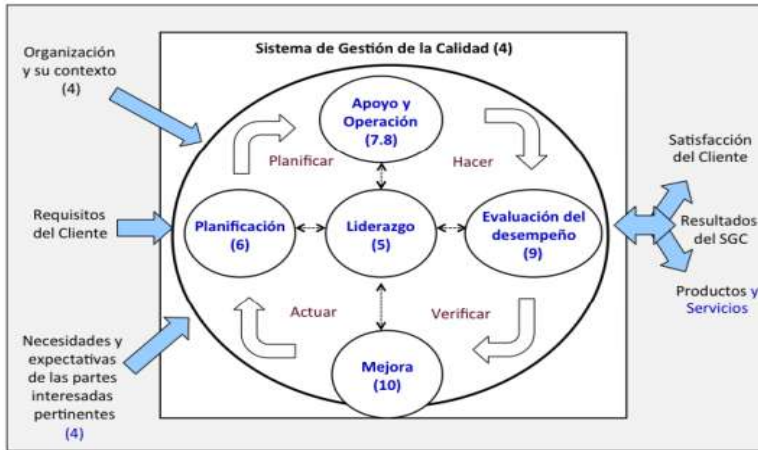 Sistema de Gestión de la Calidad (4)
Organización
y su contexto
(4)
Requisitos
del Cliente
Necesidades y
expectativas
de las partes
interesadas
pertinentes
(4)
Apoyo y
Operación
(7.8)
Planificar
Hacer
Planificación
(6)
Liderazgo
(5)
Evaluación del
desempeño
(9)
Actuar
Verificar
Mejora
(10)
Satisfacción
del Cliente
Resultados
del SGC
Productos y
Servicios